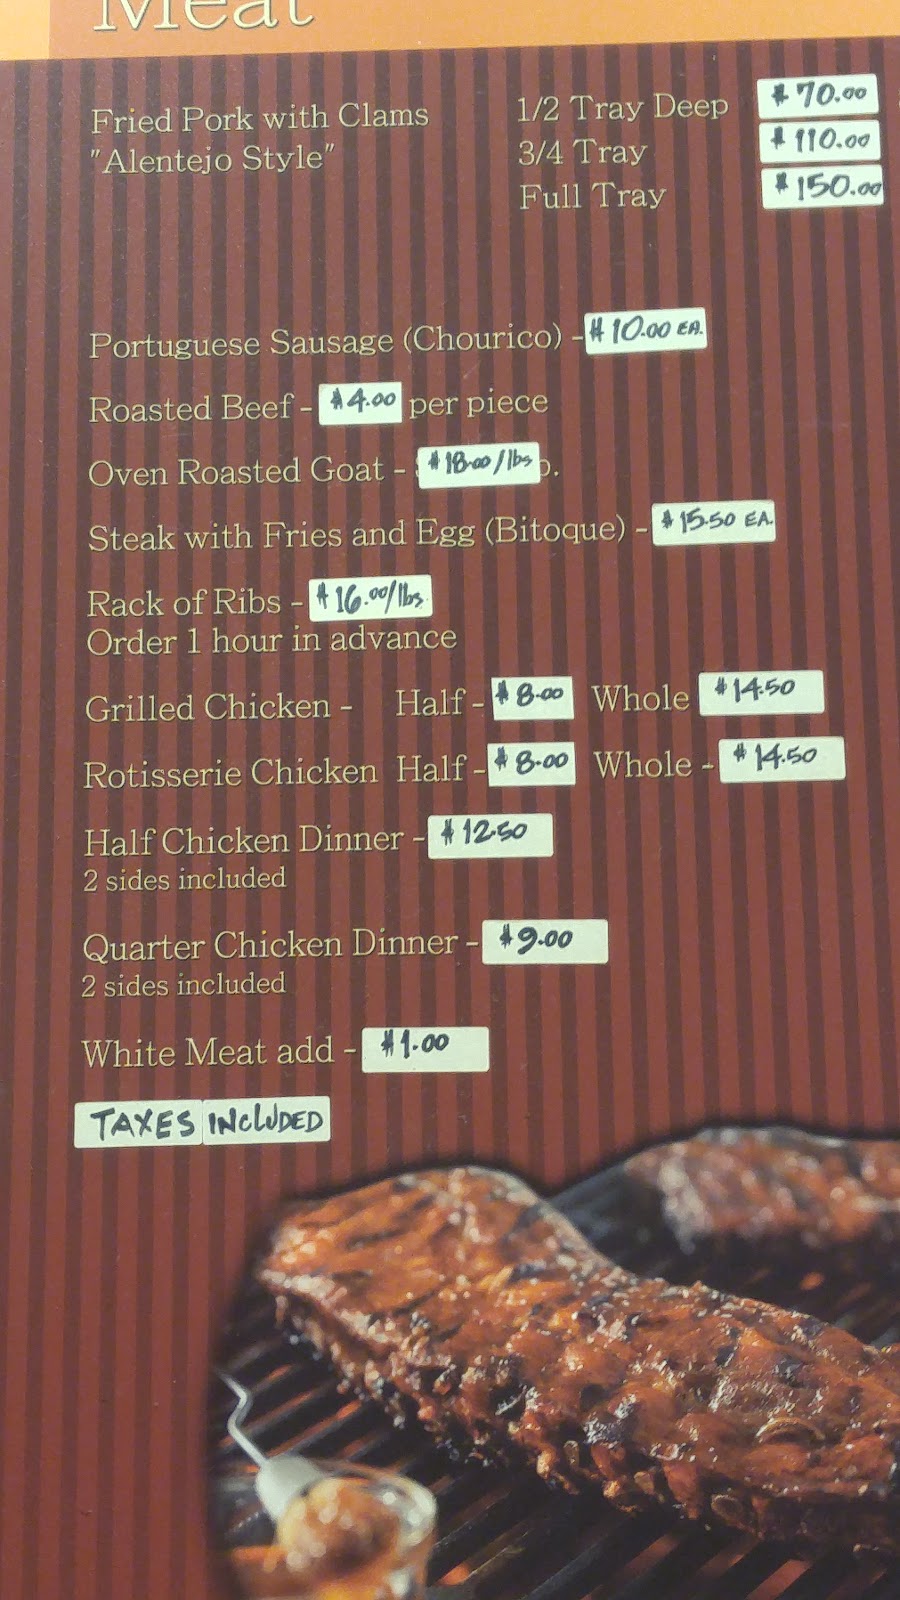 Meat
Fried Pork with Clams 1/2 Tray Deep $70.00
"Alentejo Style" 3/4 Tray $110.00
Full Tray $150.00
Portuguese Sausage (Chourico) - $10.00 EA.
Roasted Beef - $4.00 per piece
Oven Roasted Goat - $18.00/lbs .
Steak with Fries and Egg (Bitoque) - $15.50 EA.
Rack of Ribs - $16.00/lbs.
Order 1 hour in advance
Grilled Chicken - Half - $8.00 Whole $14.50
Rotisserie Chicken Half - $8.00 Whole - $14.50
Half Chicken Dinner - $12.50
2 sides included
Quarter Chicken Dinner - $9.00
2 sides included
White Meat add - $1.00
TAXES INCLUDED